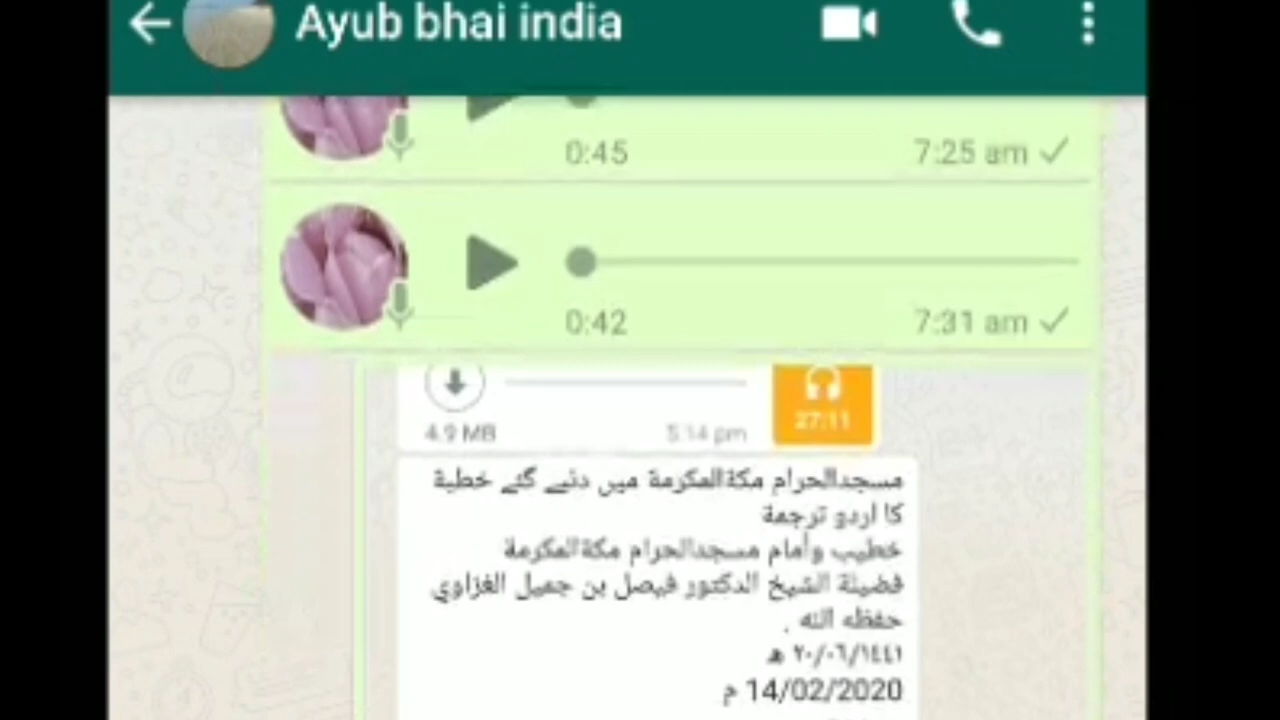 Ayub bhai india
0:45 7:25 am
0:42 7:31 am
27:11
4.9 MB 5:14 pm
مسجدالحرام مكةالمكرمة میں دئیے گئے خطبة
کا اردو ترجمة
خطیب وأمام مسجدالحرام مكةالمكرمة
فضيلة الشيخ الدكتور فيصل بن جميل الغزاوي
حفظه الله .
٢٠/٠٦/١٤٤١ هـ
14/02/2020 م